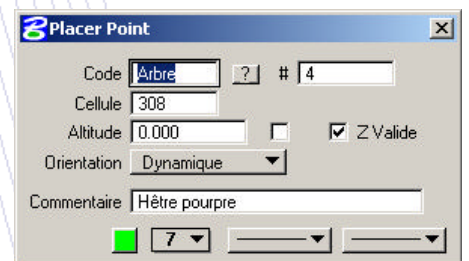 Placer Point
Code Arbre ? # 4
Cellule 308
Altitude 0.000 Z Valide
Orientation Dynamique
Commentaire Hêtre pourpre
7